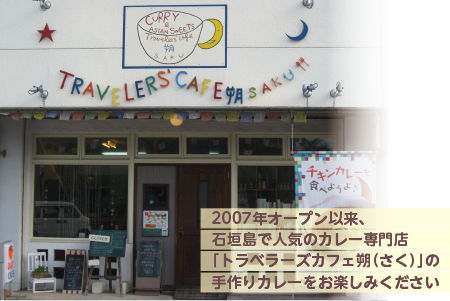 CURRY
&
ASIAN SWEETS
Travelers cafe
朔
SAKU
TRAVELERS' CAFE 朔 SAKU
チキンカレーを
食べようよ♪
2007年オープン以来、
石垣島で人気のカレー専門店
「トラベラーズカフェ朔(さく)」の
手作りカレーをお楽しみください